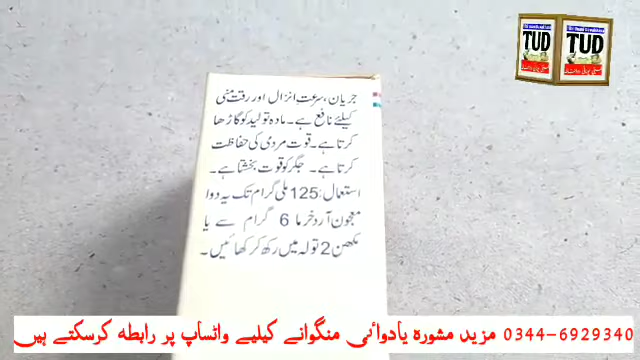 TUD
TUD
جریان، سرعت انزال اور رقت منی
کیلئے نافع ہے۔ مادہ تولید کو گاڑھا
کرتا ہے۔ قوت مردمی کی حفاظت
کرتا ہے۔ جگر کو قوت بخشتا ہے۔
استعمال: 125 ملی گرام تک یہ دوا
معجون آرد خرما 6 گرام سے یا
مکھن 2 تولہ میں رکھ کر کھائیں۔
0344-6929340 مزید مشورہ یا دوائی منگوانے کیلیے واٹساپ پر رابطہ کرسکتے ہیں